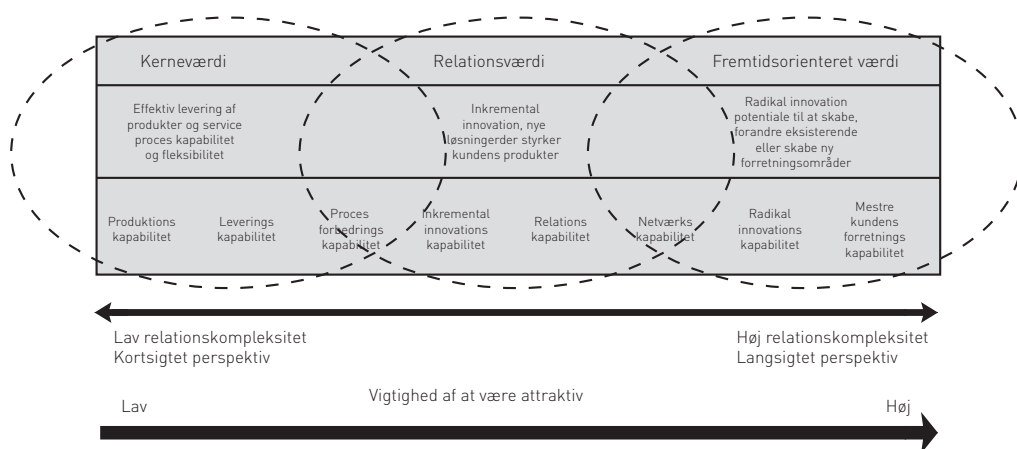 Kerneværdi
Relationsværdi
Fremtidsorienteret værdi
Effektiv levering af
produkter og service
proces kapabilitet
og fleksibilitet
Inkremental
innovation, nye
løsningerder styrker
kundens produkter
Radikal innovation
potentiale til at skabe,
forandre eksisterende
eller skabe ny
forretningsområder
Produktions
kapabilitet
Leverings
kapabilitet
Proces
forbedrings
kapabilitet
Inkremental
innovations
kapabilitet
Relations
kapabilitet
Netværks
kapabilitet
Radikal
innovations
kapabilitet
Mestre
kundens
forretnings
kapabilitet
Lav relationskompleksitet
Kortsigtet perspektiv
Høj relationskompleksitet
Langsigtet perspektiv
Vigtighed af at være attraktiv
Lav
Høj